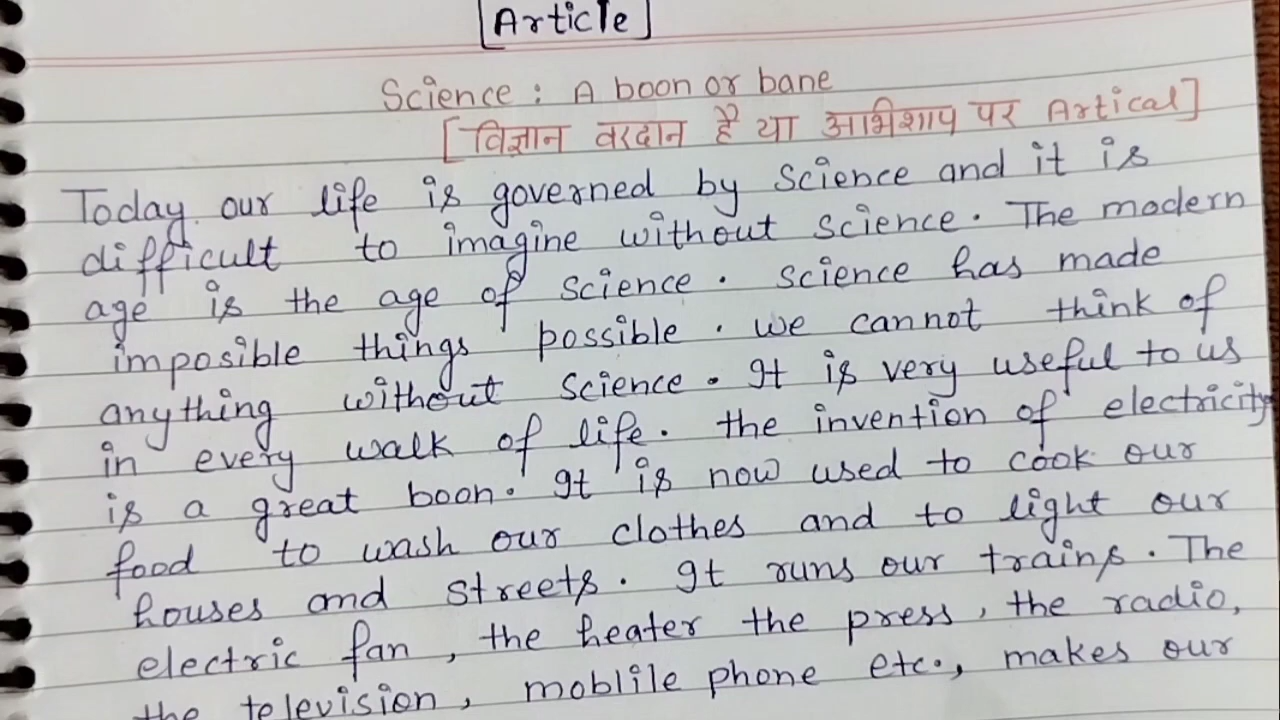 [Article]
Science : A boon or bane
[विज्ञान वरदान है या अभिशाप पर Artical]
Today our life is governed by Science and it is
difficult to imagine without science. The modern
age is the age of science. science has made
imposible things possible. we cannot think of
anything without science. It is very useful to us
in every walk of life. the invention of electricity
is a great boon. It is now used to cook our
food to wash our clothes and to light our
houses and streets. It runs our trains. The
electric fan, the heater the press, the radio,
the television, moblile phone etc., makes our